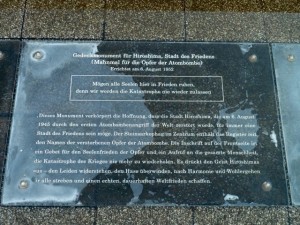 Gedenkmonument für Hiroshima, Stadt des Friedens
(Mahnmal für die Opfer der Atombombe)
Errichtet am 6. August 1952
Mögen alle Seelen hier in Frieden ruhen,
denn wir werden die Katastrophe nie wieder zulassen
Dieses Monument verkörpert die Hoffnung, dass die Stadt Hiroshima, die am 6. August
1945 durch den ersten Atombombenangriff der Welt zerstört wurde, für immer eine
Stadt des Friedens sein möge. Der Steinsarkophag im Zentrum enthält das Register mit
den Namen der verstorbenen Opfer der Atombombe. Die Inschrift auf der Frontseite ist
ein Gebet für den Seelenfrieden der Opfer und ein Aufruf an die gesamte Menschheit,
die Katastrophe des Krieges nie mehr zu wiederholen. Es drückt den Geist Hiroshimas
aus – den Leiden widerstehen, den Hass überwinden, nach Harmonie und Wohlergehen
für alle streben und einen echten, dauerhaften Weltfrieden schaffen.